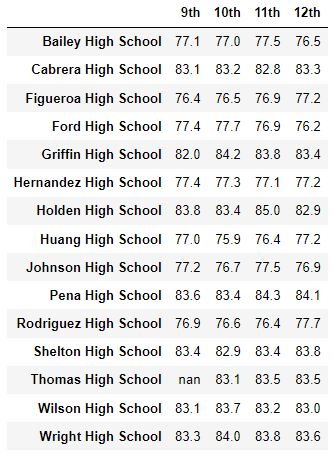 9th 10th 11th 12th
Bailey High School 77.1 77.0 77.5 76.5
Cabrera High School 83.1 83.2 82.8 83.3
Figueroa High School 76.4 76.5 76.9 77.2
Ford High School 77.4 77.7 76.9 76.2
Griffin High School 82.0 84.2 83.8 83.4
Hernandez High School 77.4 77.3 77.1 77.2
Holden High School 83.8 83.4 85.0 82.9
Huang High School 77.0 75.9 76.4 77.2
Johnson High School 77.2 76.7 77.5 76.9
Pena High School 83.6 83.4 84.3 84.1
Rodriguez High School 76.9 76.6 76.4 77.7
Shelton High School 83.4 82.9 83.4 83.8
Thomas High School nan 83.1 83.5 83.5
Wilson High School 83.1 83.7 83.2 83.0
Wright High School 83.3 84.0 83.8 83.6